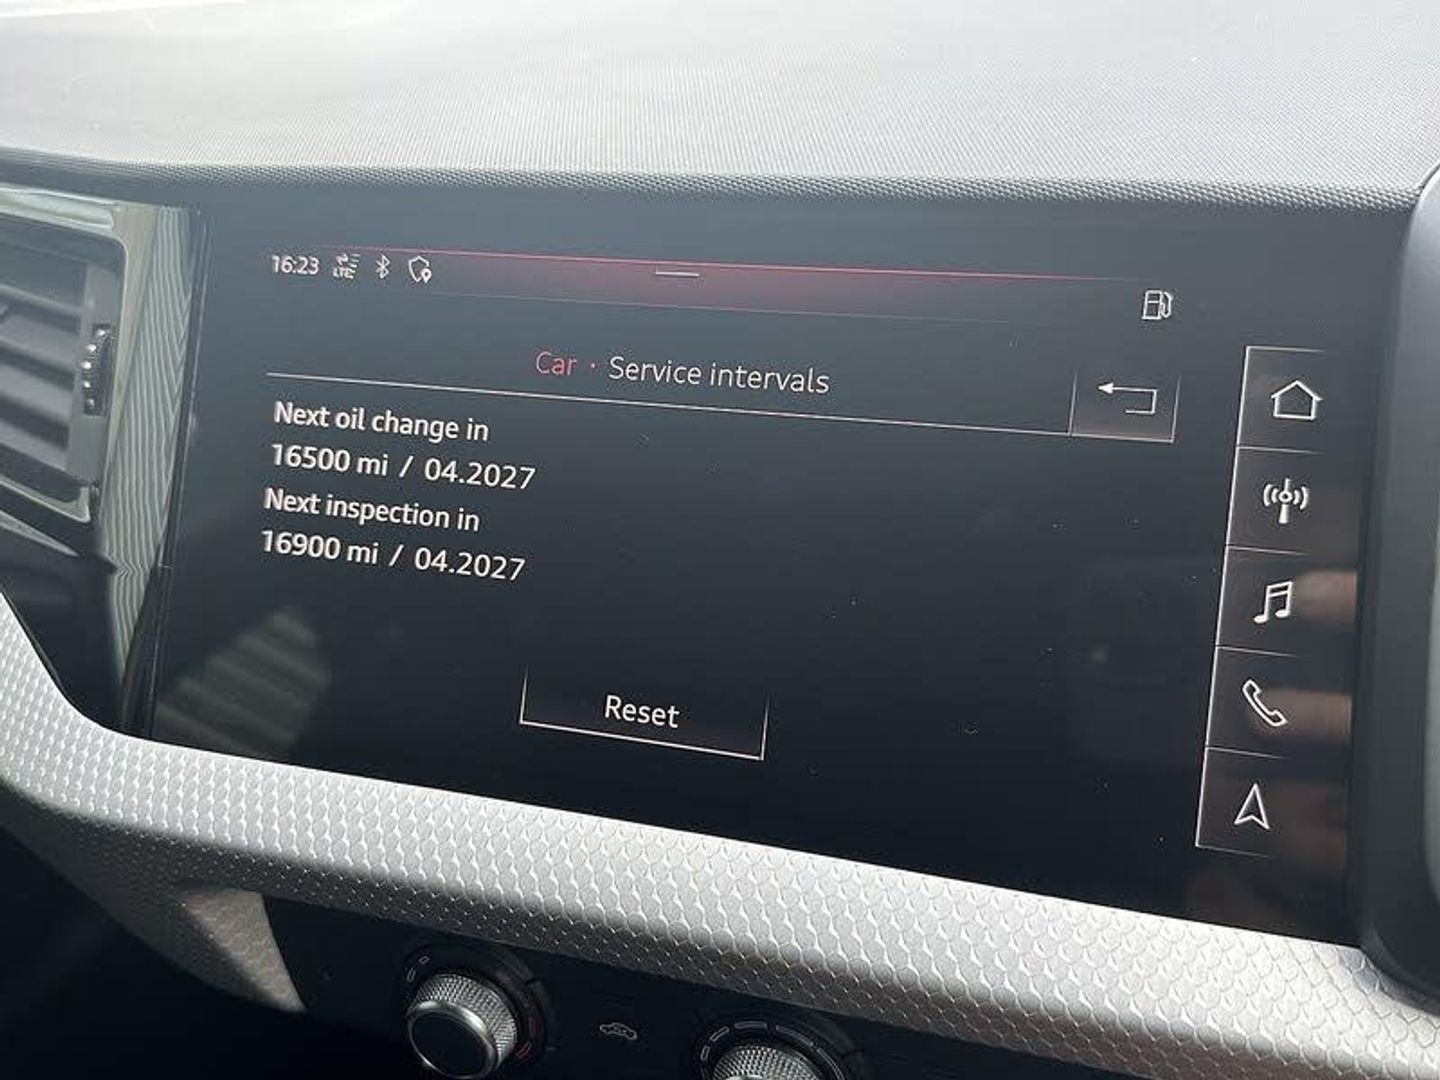 16:23 LTE
Car · Service intervals
Next oil change in
16500 mi / 04.2027
Next inspection in
16900 mi / 04.2027
Reset